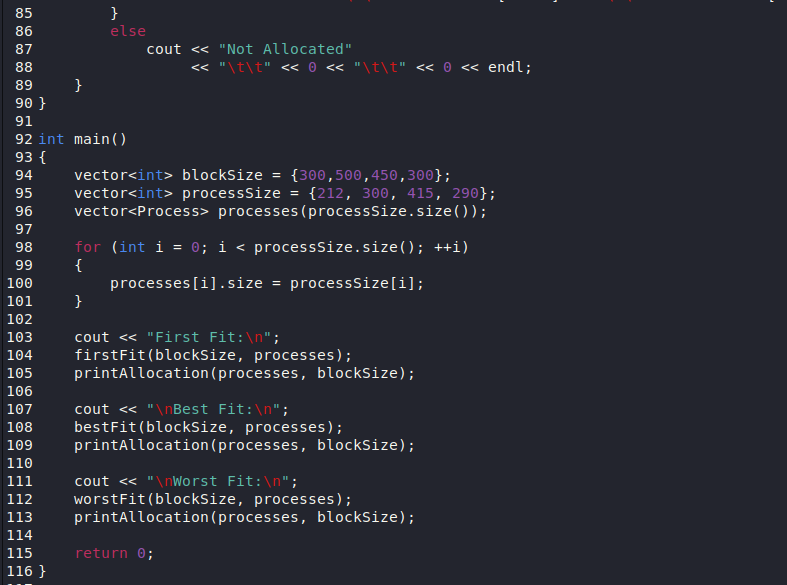 85 }
86 else
87 cout << "Not Allocated"
88 << "\t\t" << 0 << "\t\t" << 0 << endl;
89 }
90 }
91
92 int main()
93 {
94 vector<int> blockSize = {300,500,450,300};
95 vector<int> processSize = {212, 300, 415, 290};
96 vector<Process> processes(processSize.size());
97
98 for (int i = 0; i < processSize.size(); ++i)
99 {
100 processes[i].size = processSize[i];
101 }
102
103 cout << "First Fit:\n";
104 firstFit(blockSize, processes);
105 printAllocation(processes, blockSize);
106
107 cout << "\nBest Fit:\n";
108 bestFit(blockSize, processes);
109 printAllocation(processes, blockSize);
110
111 cout << "\nWorst Fit:\n";
112 worstFit(blockSize, processes);
113 printAllocation(processes, blockSize);
114
115 return 0;
116 }